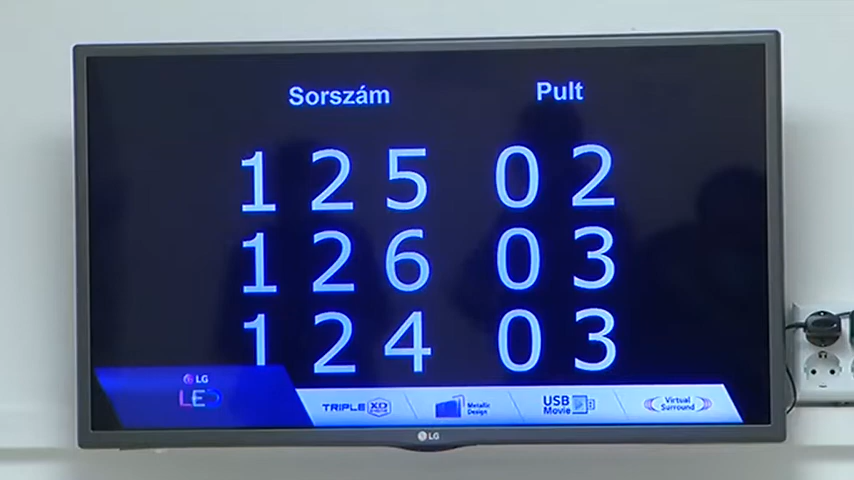 Sorszám Pult
125 02
126 03
124 03
LG
LED
TRIPLE XD
Metallic
Design
USB
Movie
Virtual
Surround
LG